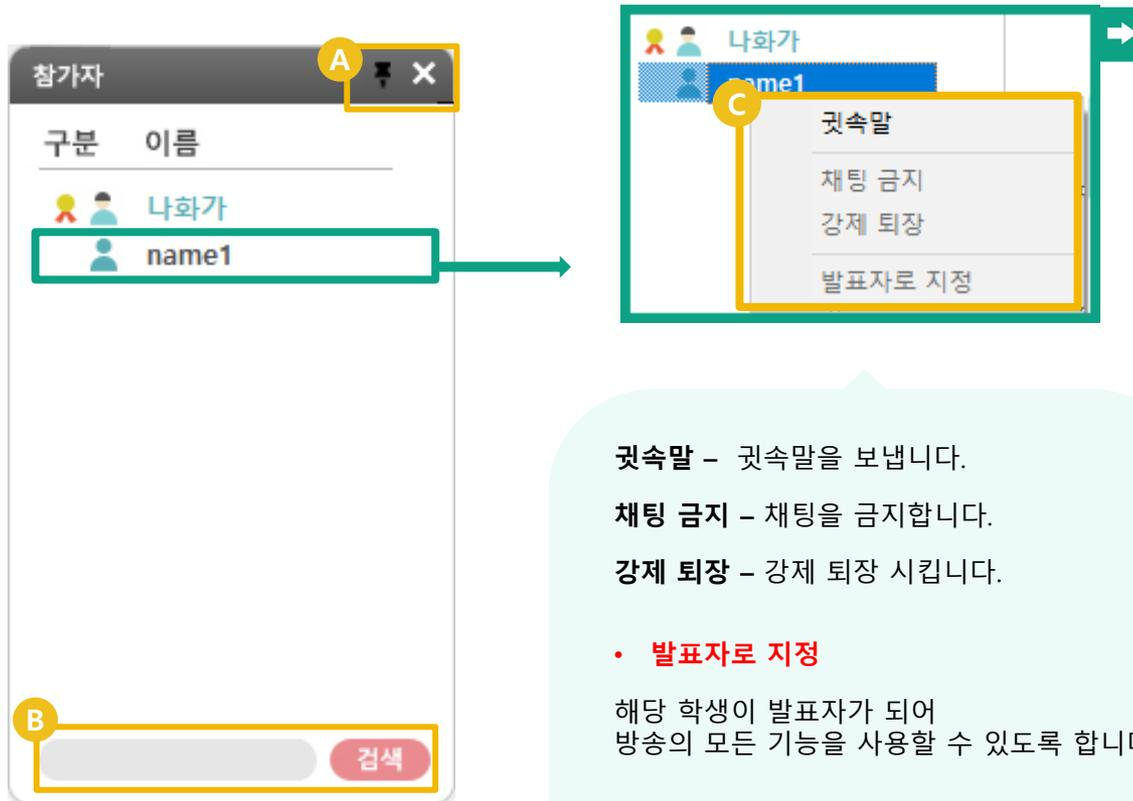 참가자
A
구분 이름
나화가
name1
B
검색
나화가
C
귓속말
채팅 금지
강제 퇴장
발표자로 지정
귓속말 – 귓속말을 보냅니다.
채팅 금지 – 채팅을 금지합니다.
강제 퇴장 – 강제 퇴장 시킵니다.
• 발표자로 지정
해당 학생이 발표자가 되어
방송의 모든 기능을 사용할 수 있도록